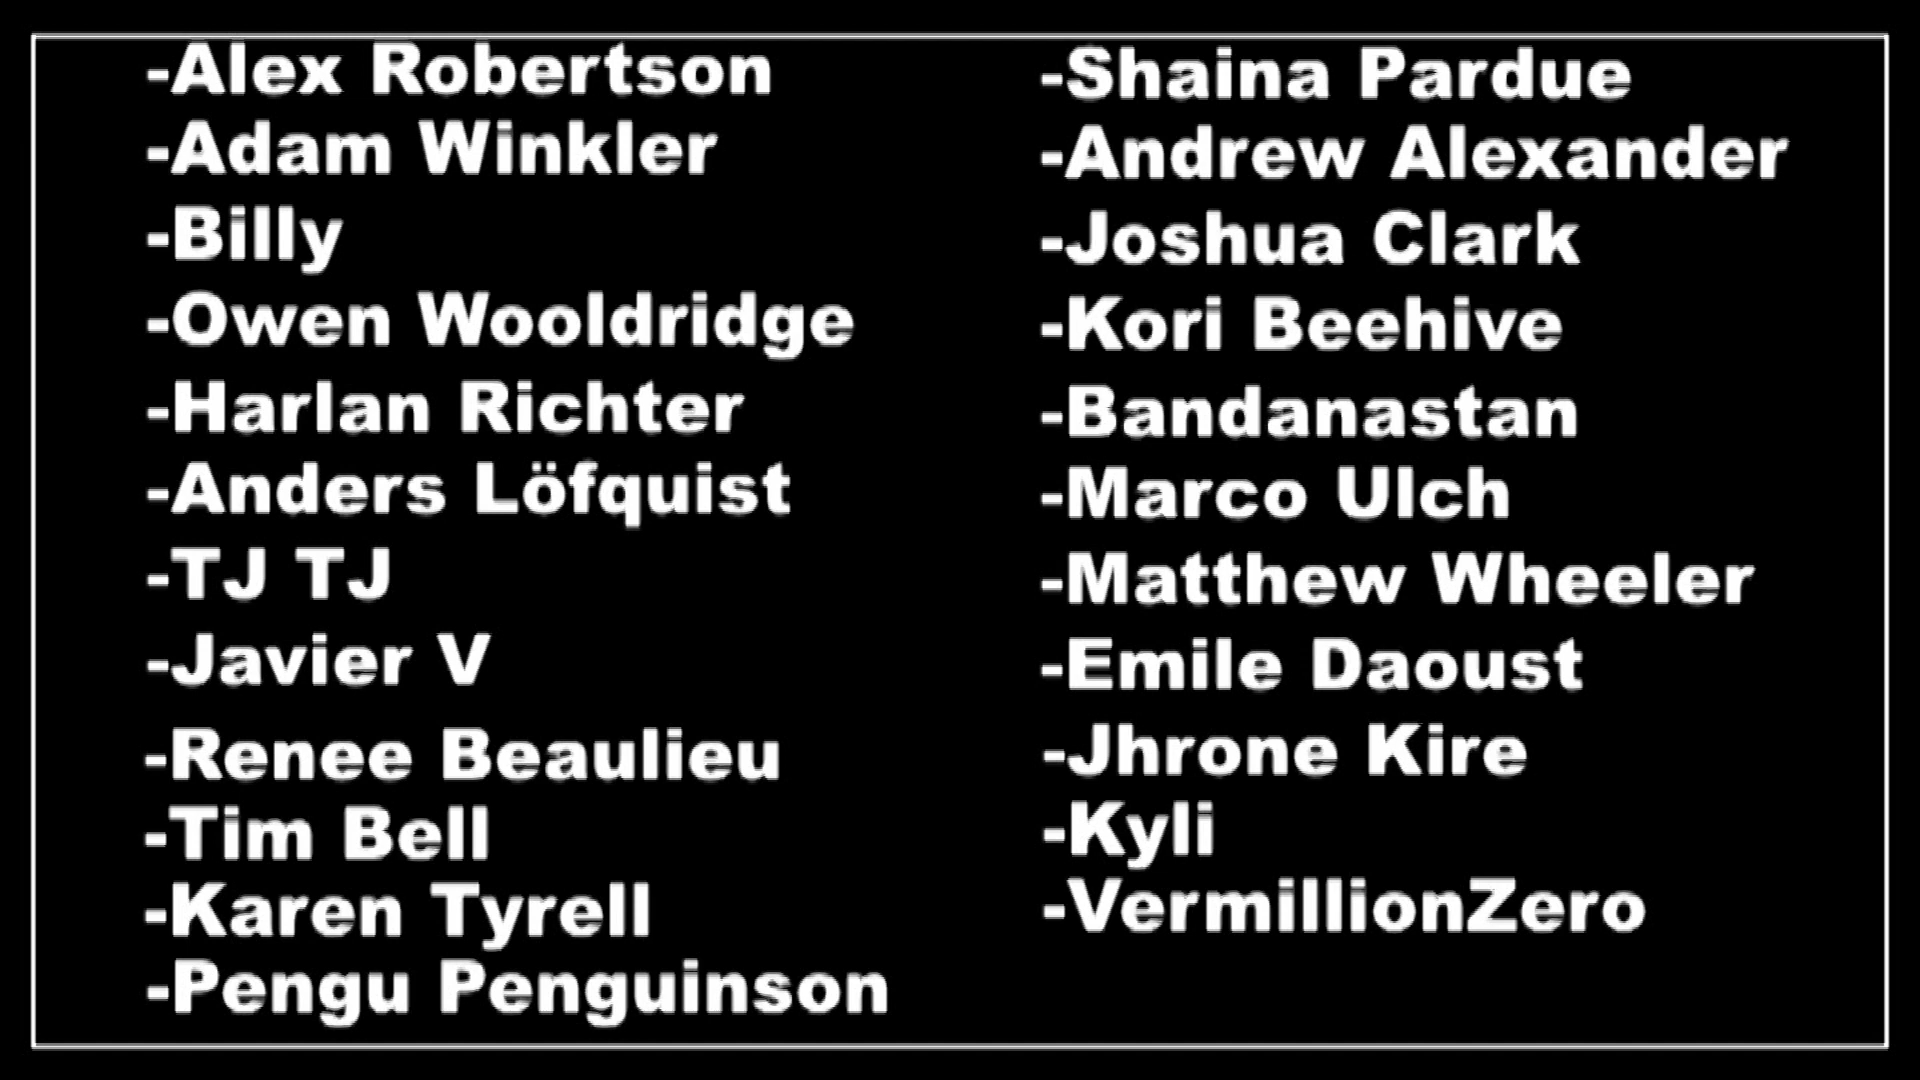 -Alex Robertson
-Adam Winkler
-Billy
-Owen Wooldridge
-Harlan Richter
-Anders Löfquist
-TJ TJ
-Javier V
-Renee Beaulieu
-Tim Bell
-Karen Tyrell
-Pengu Penguinson
-Shaina Pardue
-Andrew Alexander
-Joshua Clark
-Kori Beehive
-Bandanastan
-Marco Ulch
-Matthew Wheeler
-Emile Daoust
-Jhrone Kire
-Kyli
-VermillionZero